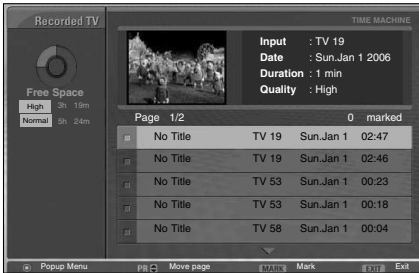 Recorded TV
TIME MACHINE
Input : TV 19
Date : Sun.Jan 1 2006
Duration : 1 min
Quality : High
Free Space
High 3h 19m
Normal 5h 24m
Page 1/2 0 marked
No Title TV 19 Sun.Jan 1 02:47
No Title TV 19 Sun.Jan 1 02:46
No Title TV 53 Sun.Jan 1 00:23
No Title TV 53 Sun.Jan 1 00:18
No Title TV 58 Sun.Jan 1 00:04
Popup Menu PR Move page MARK Mark EXIT Exit